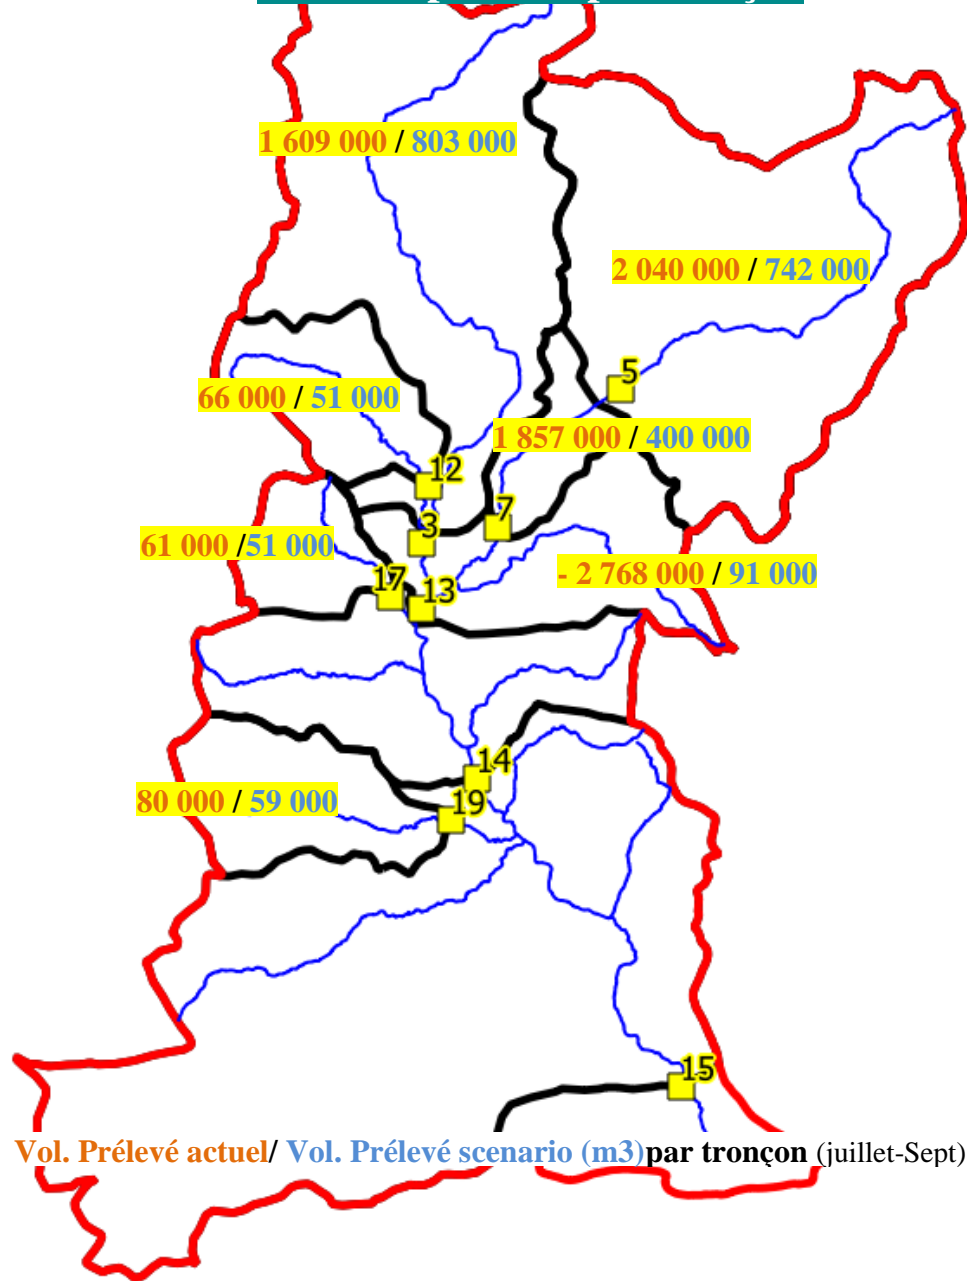 1 609 000 / 803 000
2 040 000 / 742 000
5
66 000 / 51 000
1 857 000 / 400 000
12
7
3
61 000 /51 000
- 2 768 000 / 91 000
17
13
14
80 000 / 59 000
19
15
Vol. Prélevé actuel/ Vol. Prélevé scenario (m3)par tronçon (juillet-Sept)